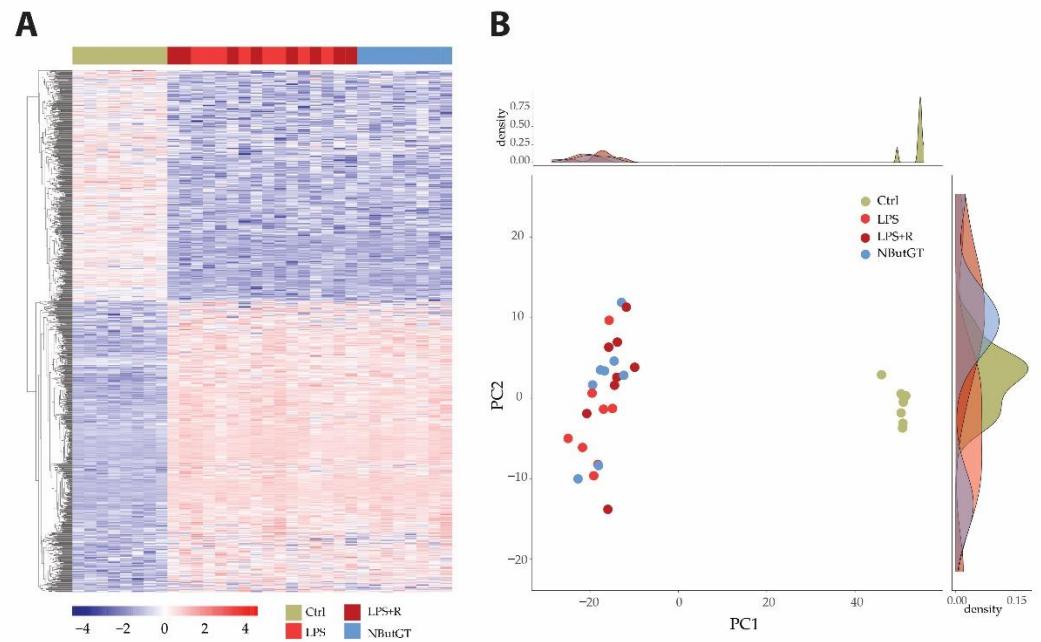 A
B
−4 −2 0 2 4
Ctrl
LPS+R
LPS
NButGT
density
0.75
0.50
0.25
0.00
Ctrl
LPS
LPS+R
NButGT
PC2
20
10
0
−10
−20
−20 0 20 40
PC1
0.00 0.15
density